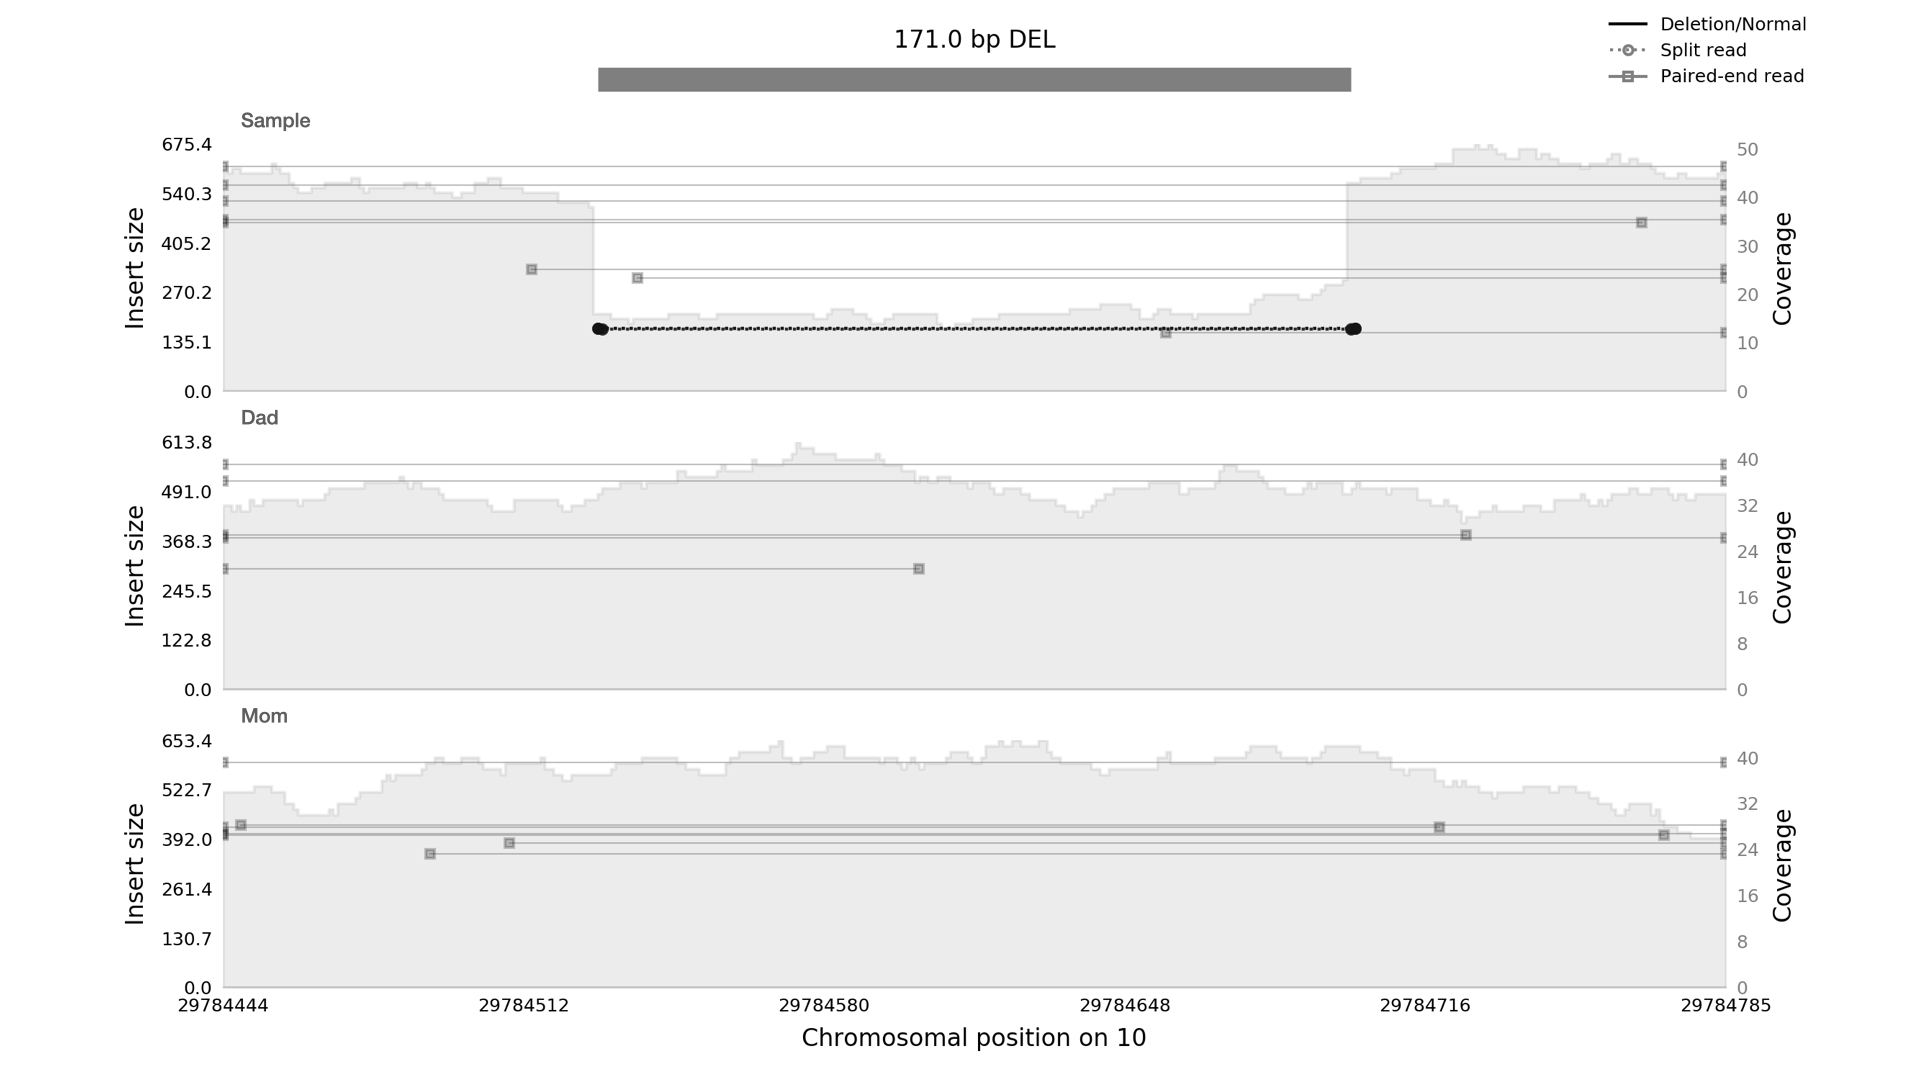 171.0 bp DEL
Deletion/Normal
Split read
Paired-end read
Sample
675.4
540.3
405.2
270.2
135.1
0.0
Insert size
50
40
30
20
10
0
Coverage
Dad
613.8
491.0
368.3
245.5
122.8
0.0
Insert size
40
32
24
16
8
0
Coverage
Mom
653.4
522.7
392.0
261.4
130.7
0.0
Insert size
40
32
24
16
8
0
Coverage
29784444 29784512 29784580 29784648 29784716 29784785
Chromosomal position on 10